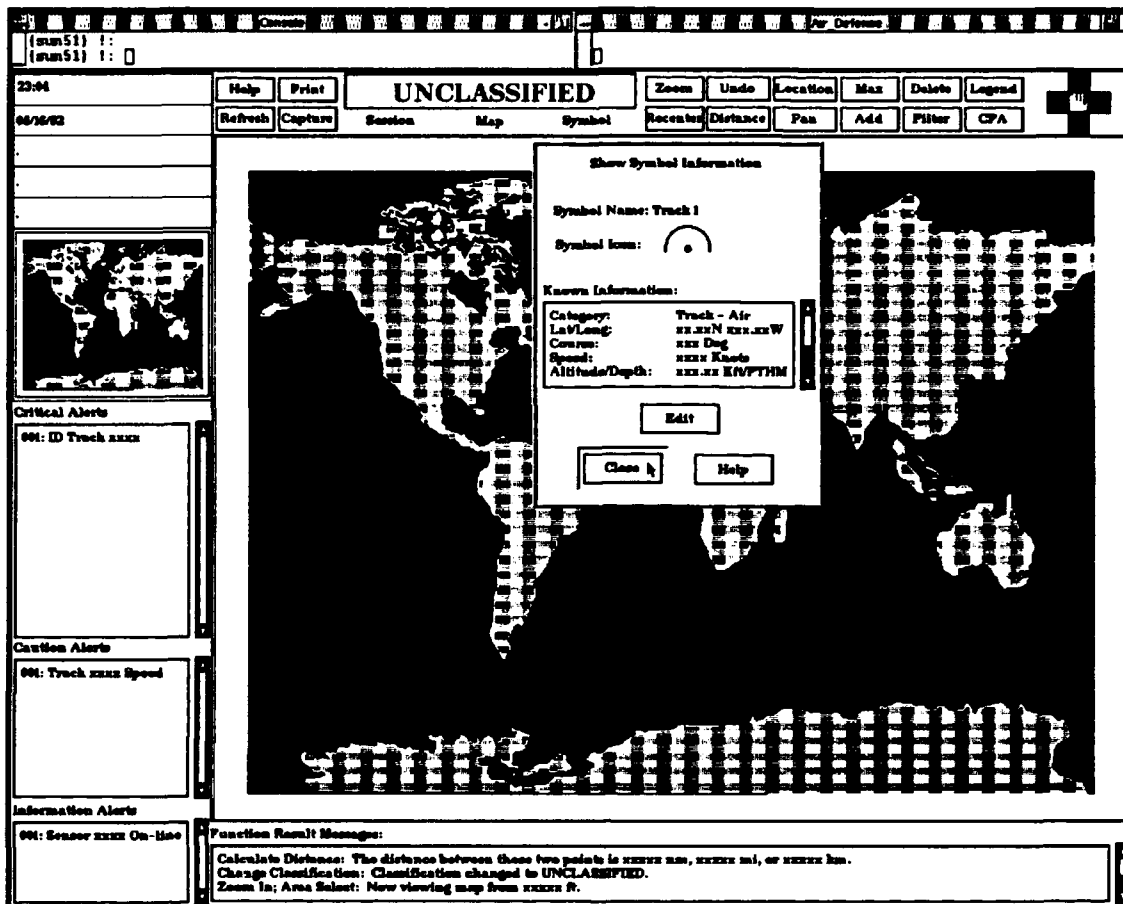 Console
Air Defense
{sun51} !:
{sun51} !:
23:04
06/16/92
Help Print UNCLASSIFIED Zoom Undo Location Max Delete Legend
Refresh Capture Session Map Symbol Recenter Distance Pan Add Filter CPA
Show Symbol Information
Symbol Name: Track 1
Symbol Icon:
Known Information:
Category: Track - Air
Lat/Long: xx.xxN xxx.xxW
Course: xxx Deg
Speed: xxxx Knots
Altitude/Depth: xxx.xx Kft/FTHM
Edit
Close Help
Critical Alerts
001: ID Track xxxx
Caution Alerts
001: Track xxxx Speed
Information Alerts
001: Sensor xxxx On-line
Function Result Messages:
Calculate Distance: The distance between these two points is xxxxx nm, xxxxx mi, or xxxxx km.
Change Classification: Classification changed to UNCLASSIFIED.
Zoom In; Area Select: Now viewing map from xxxxx ft.